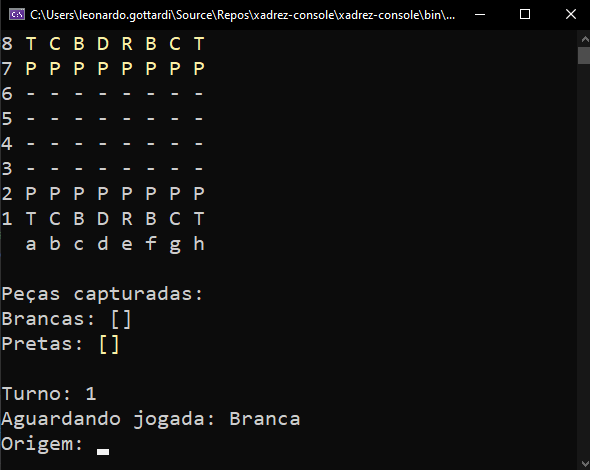 C:\Users\leonardo.gottardi\Source\Repos\xadrez-console\xadrez-console\bin\...
8 T C B D R B C T
7 P P P P P P P P
6 - - - - - - - -
5 - - - - - - - -
4 - - - - - - - -
3 - - - - - - - -
2 P P P P P P P P
1 T C B D R B C T
a b c d e f g h
Peças capturadas:
Brancas: []
Pretas: []
Turno: 1
Aguardando jogada: Branca
Origem: